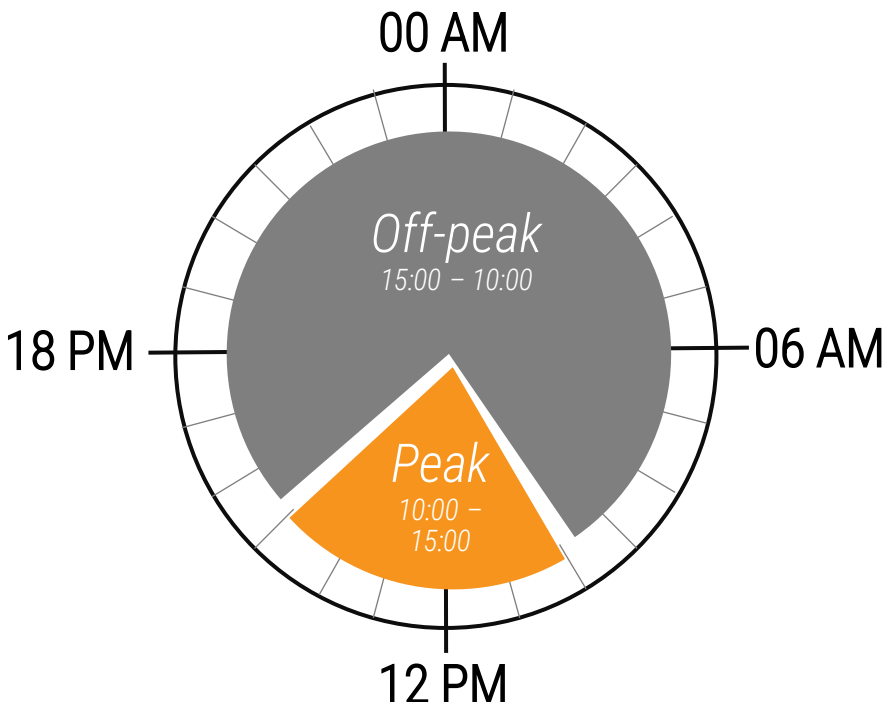 00 AM
Off-peak
15:00 – 10:00
18 PM
06 AM
Peak
10:00 –
15:00
12 PM